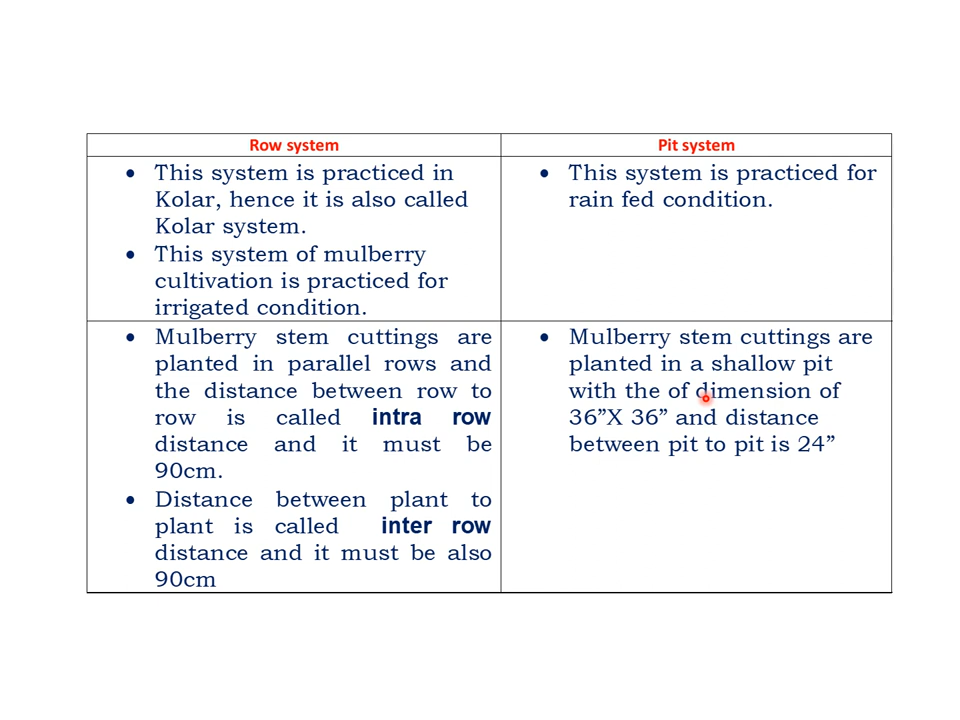 Row system
Pit system
• This system is practiced in
Kolar, hence it is also called
Kolar system.
• This system of mulberry
cultivation is practiced for
irrigated condition.
• This system is practiced for
rain fed condition.
• Mulberry stem cuttings are
planted in parallel rows and
the distance between row to
row is called intra row
distance and it must be
90cm.
• Distance between plant to
plant is called inter row
distance and it must be also
90cm
• Mulberry stem cuttings are
planted in a shallow pit
with the of dimension of
36”X 36” and distance
between pit to pit is 24”